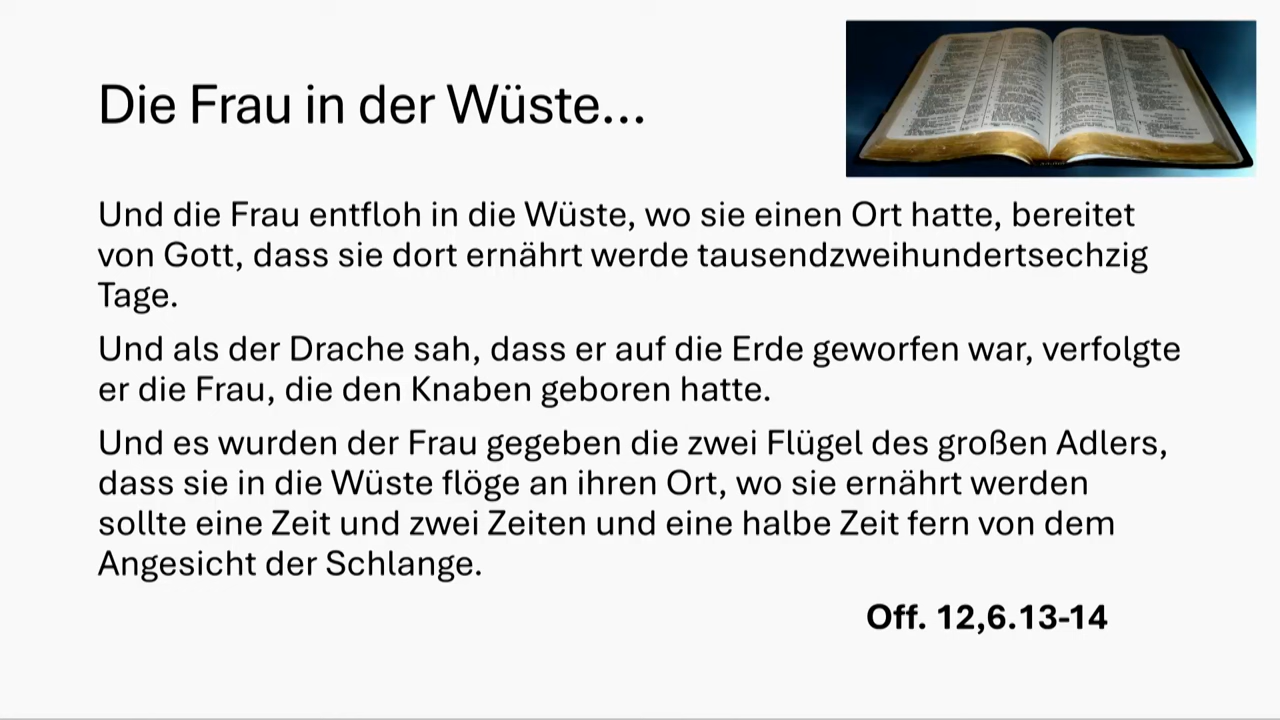 Die Frau in der Wüste...
Und die Frau entfloh in die Wüste, wo sie einen Ort hatte, bereitet
von Gott, dass sie dort ernährt werde tausendzweihundertsechzig
Tage.
Und als der Drache sah, dass er auf die Erde geworfen war, verfolgte
er die Frau, die den Knaben geboren hatte.
Und es wurden der Frau gegeben die zwei Flügel des großen Adlers,
dass sie in die Wüste flöge an ihren Ort, wo sie ernährt werden
sollte eine Zeit und zwei Zeiten und eine halbe Zeit fern von dem
Angesicht der Schlange.
Off. 12,6.13-14